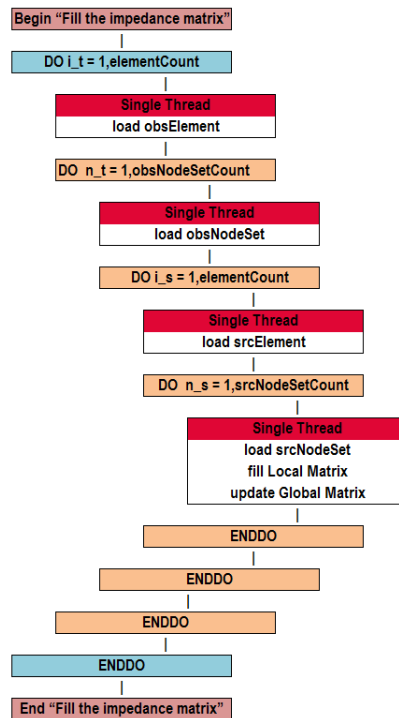 Begin “Fill the impedance matrix”
DO i_t = 1,elementCount
Single Thread
load obsElement
DO n_t = 1,obsNodeSetCount
Single Thread
load obsNodeSet
DO i_s = 1,elementCount
Single Thread
load srcElement
DO n_s = 1,srcNodeSetCount
Single Thread
load srcNodeSet
fill Local Matrix
update Global Matrix
ENDDO
ENDDO
ENDDO
ENDDO
End “Fill the impedance matrix”